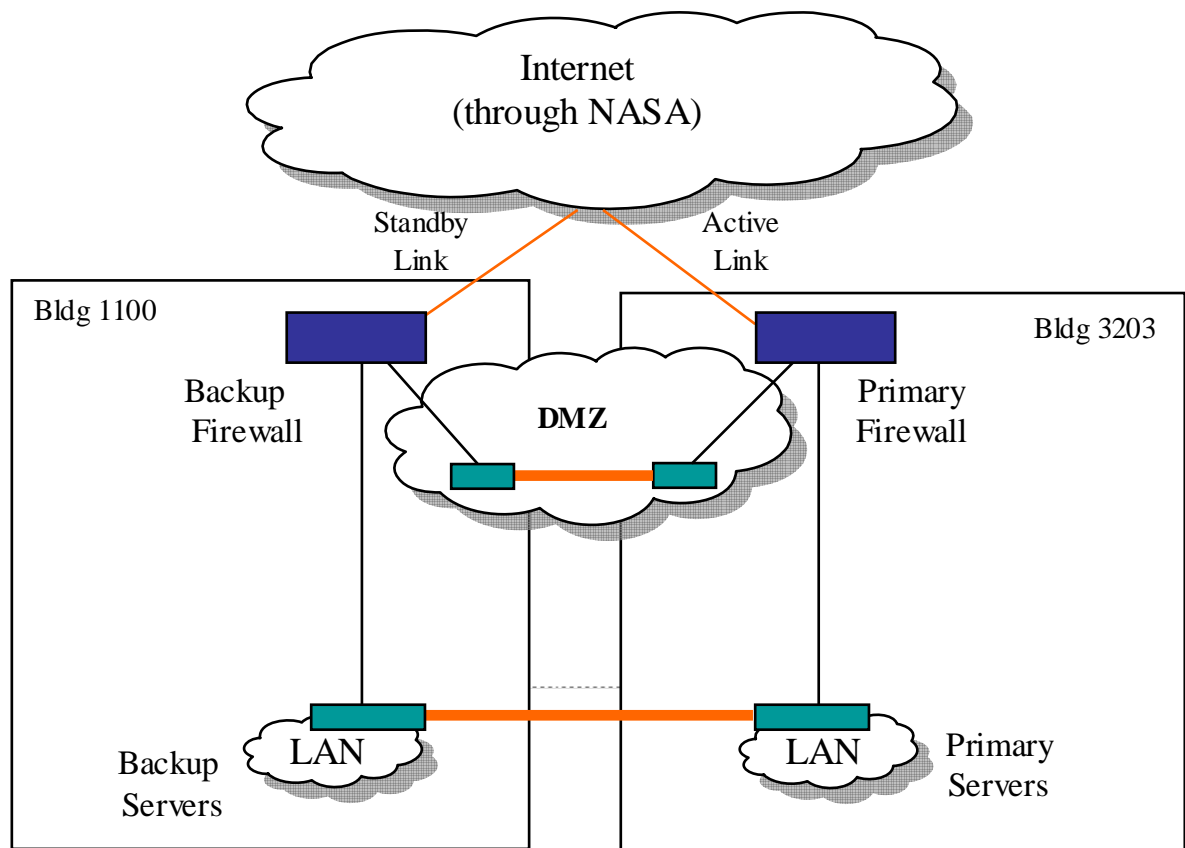 Internet
(through NASA)
Standby
Link
Active
Link
Bldg 1100
Bldg 3203
Backup
Firewall
DMZ
Primary
Firewall
LAN
Backup
Servers
LAN
Primary
Servers